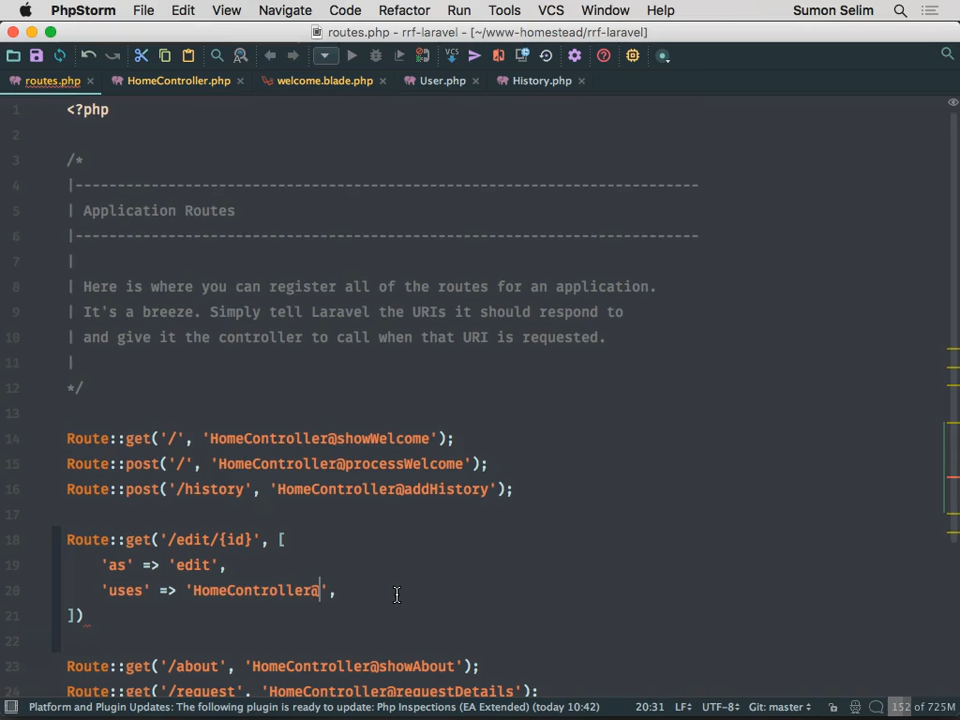 PhpStorm File Edit View Navigate Code Refactor Run Tools VCS Window Help Sumon Selim
routes.php - rrf-laravel - [~/www-homestead/rrf-laravel]
routes.php HomeController.php welcome.blade.php User.php History.php
1 <?php
2
3 /*
4 |--------------------------------------------------------------------------
5 | Application Routes
6 |--------------------------------------------------------------------------
7 |
8 | Here is where you can register all of the routes for an application.
9 | It's a breeze. Simply tell Laravel the URIs it should respond to
10 | and give it the controller to call when that URI is requested.
11 |
12 */
13
14 Route::get('/', 'HomeController@showWelcome');
15 Route::post('/', 'HomeController@processWelcome');
16 Route::post('/history', 'HomeController@addHistory');
17
18 Route::get('/edit/{id}', [
19 'as' => 'edit',
20 'uses' => 'HomeController@',
21 ])
22
23 Route::get('/about', 'HomeController@showAbout');
24 Route::get('/request', 'HomeController@requestDetails');
Platform and Plugin Updates: The following plugin is ready to update: Php Inspections (EA Extended) (today 10:42) 20:31 LF UTF-8 Git: master 152 of 725M